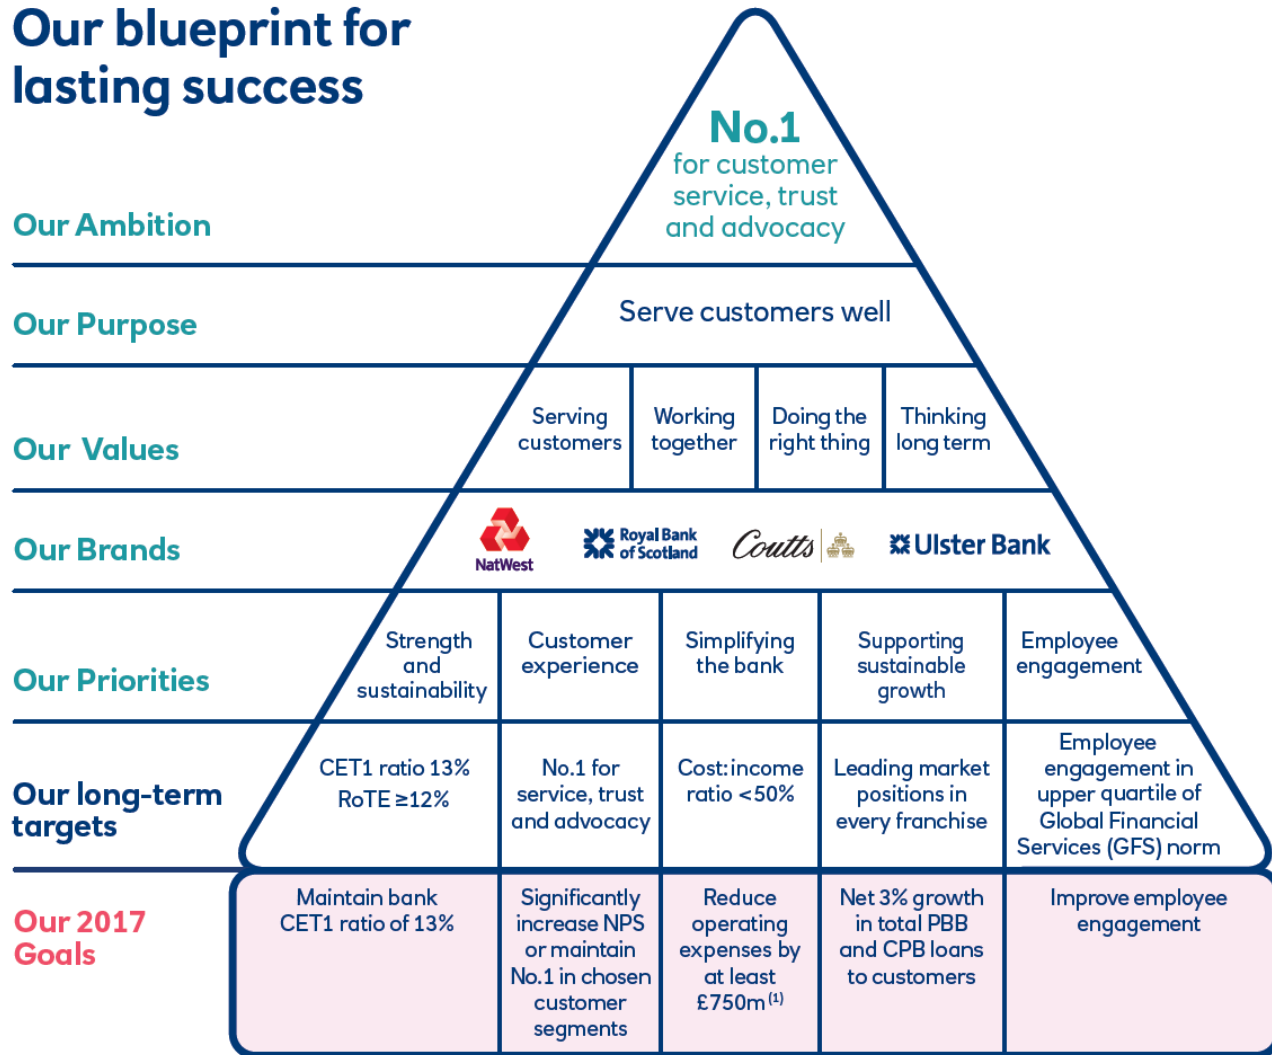 Our blueprint for
lasting success
Our Ambition
No.1
for customer
service, trust
and advocacy
Our Purpose
Serve customers well
Our Values
Serving
customers
Working
together
Doing the
right thing
Thinking
long term
Our Brands
NatWest
Royal Bank
of Scotland
Coutts
Ulster Bank
Our Priorities
Strength
and
sustainability
Customer
experience
Simplifying
the bank
Supporting
sustainable
growth
Employee
engagement
Our long-term
targets
CET1 ratio 13%
RoTE ≥12%
No.1 for
service, trust
and advocacy
Cost:income
ratio <50%
Leading market
positions in
every franchise
Employee
engagement in
upper quartile of
Global Financial
Services (GFS) norm
Our 2017
Goals
Maintain bank
CET1 ratio of 13%
Significantly
increase NPS
or maintain
No.1 in chosen
customer
segments
Reduce
operating
expenses by
at least
£750m (1)
Net 3% growth
in total PBB
and CPB loans
to customers
Improve employee
engagement